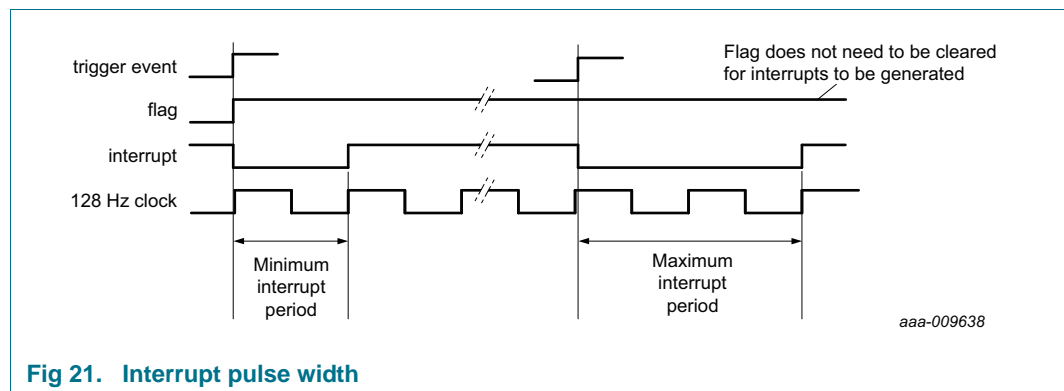 trigger event
Flag does not need to be cleared
for interrupts to be generated
flag
interrupt
128 Hz clock
Minimum
interrupt
period
Maximum
interrupt
period
aaa-009638
Fig 21. Interrupt pulse width